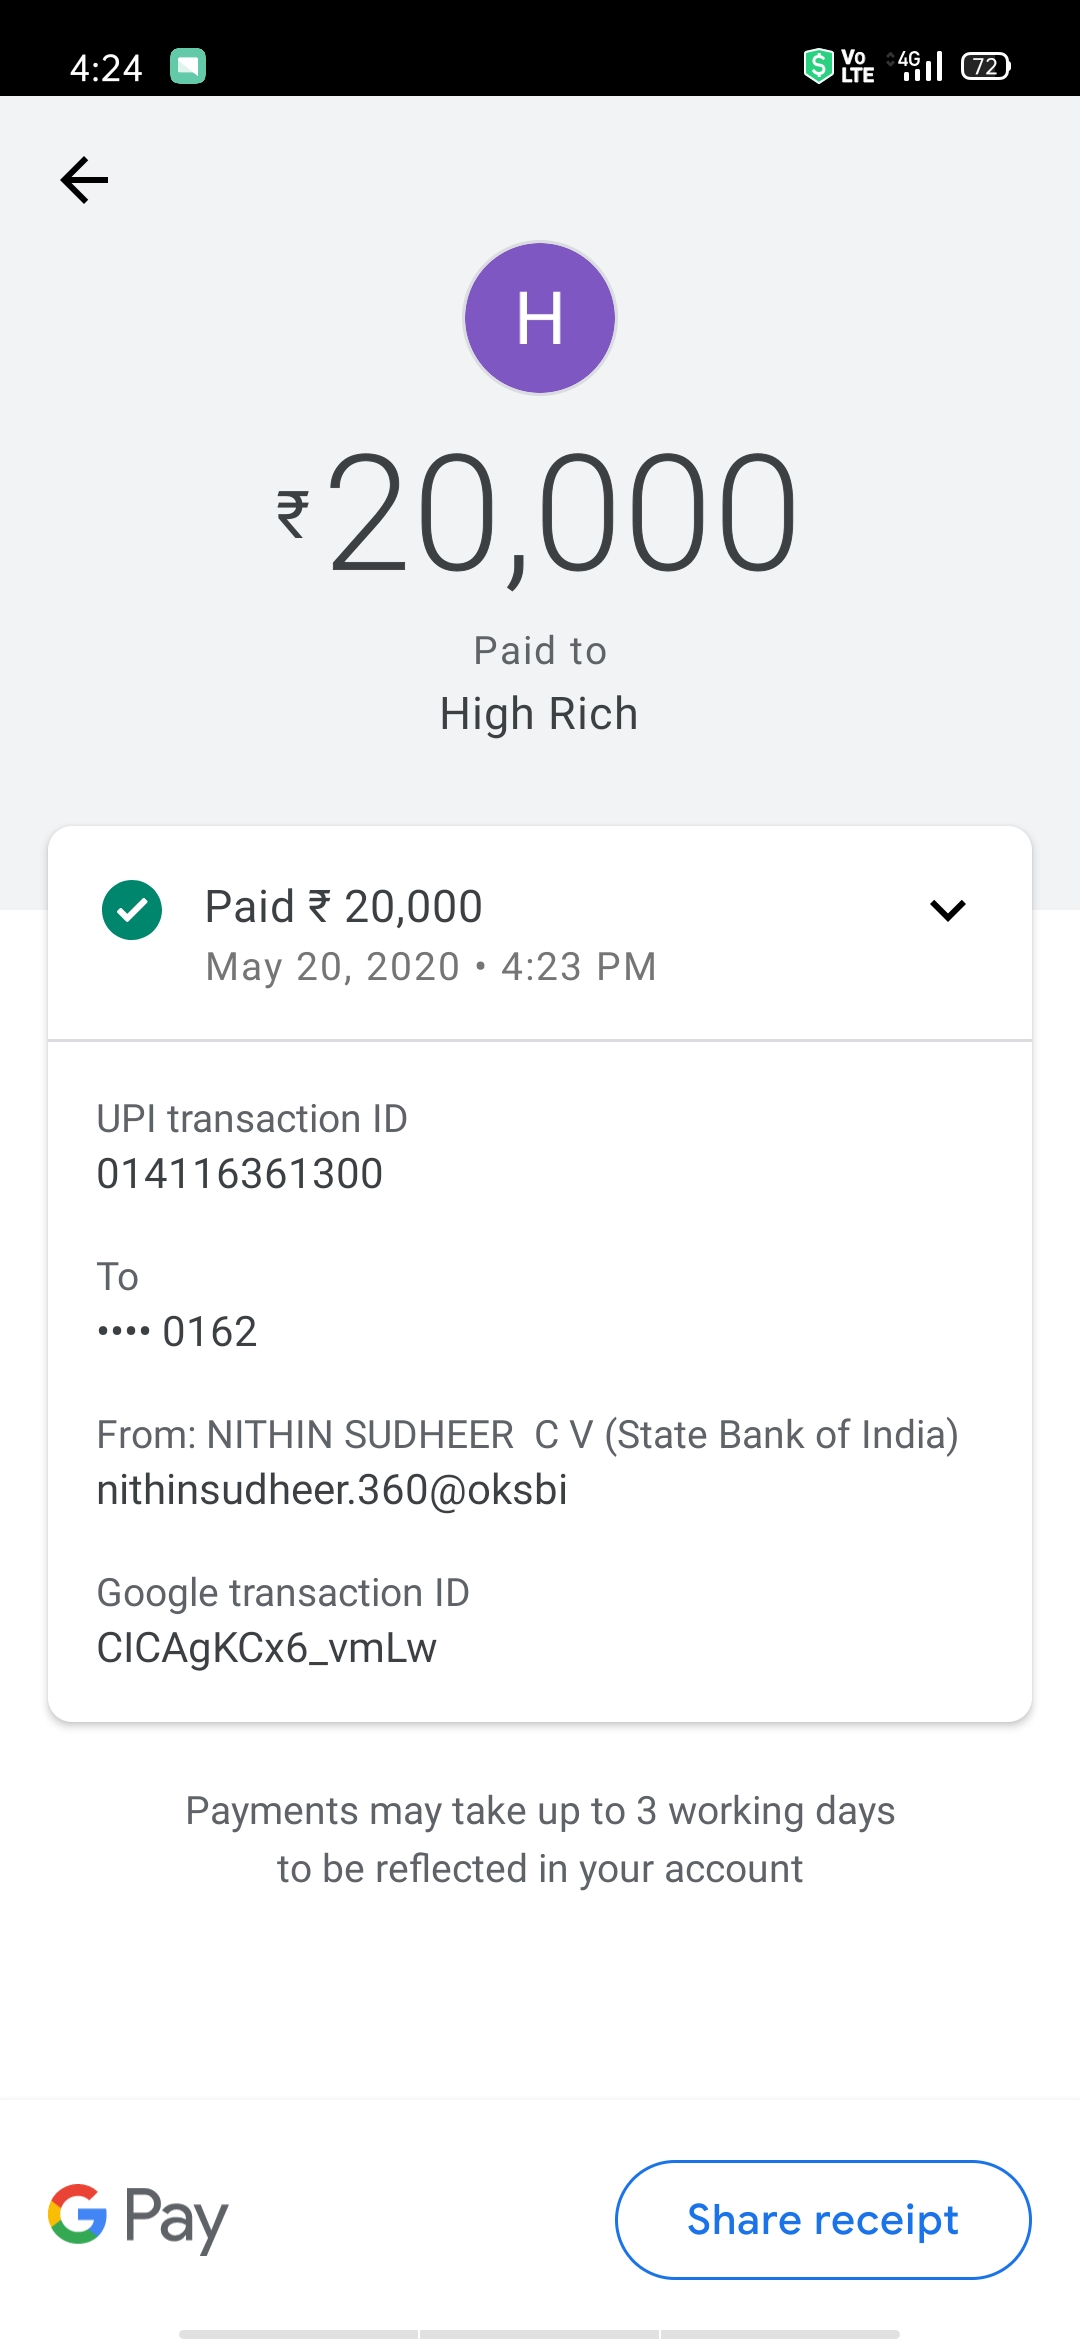 4:24
Vo LTE 4G 72
H
₹20,000
Paid to
High Rich
Paid ₹ 20,000
May 20, 2020 • 4:23 PM
UPI transaction ID
014116361300
To
•••• 0162
From: NITHIN SUDHEER  C V (State Bank of India)
nithinsudheer.360@oksbi
Google transaction ID
CICAgKCx6_vmLw
Payments may take up to 3 working days
to be reflected in your account
G Pay
Share receipt